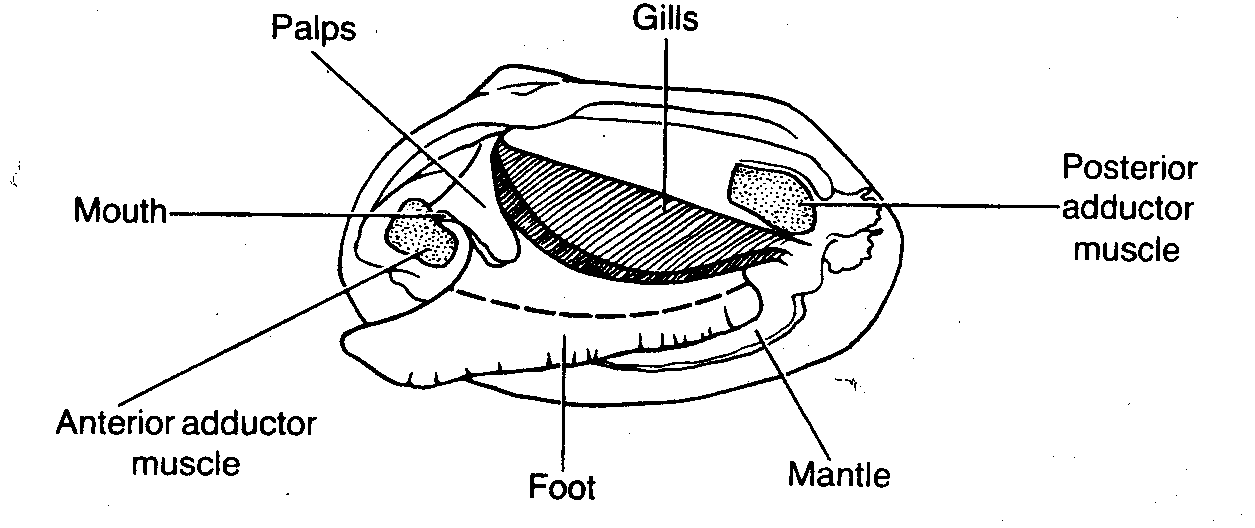 Palps
Gills
Mouth
Posterior
adductor
muscle
Anterior adductor
muscle
Foot
Mantle